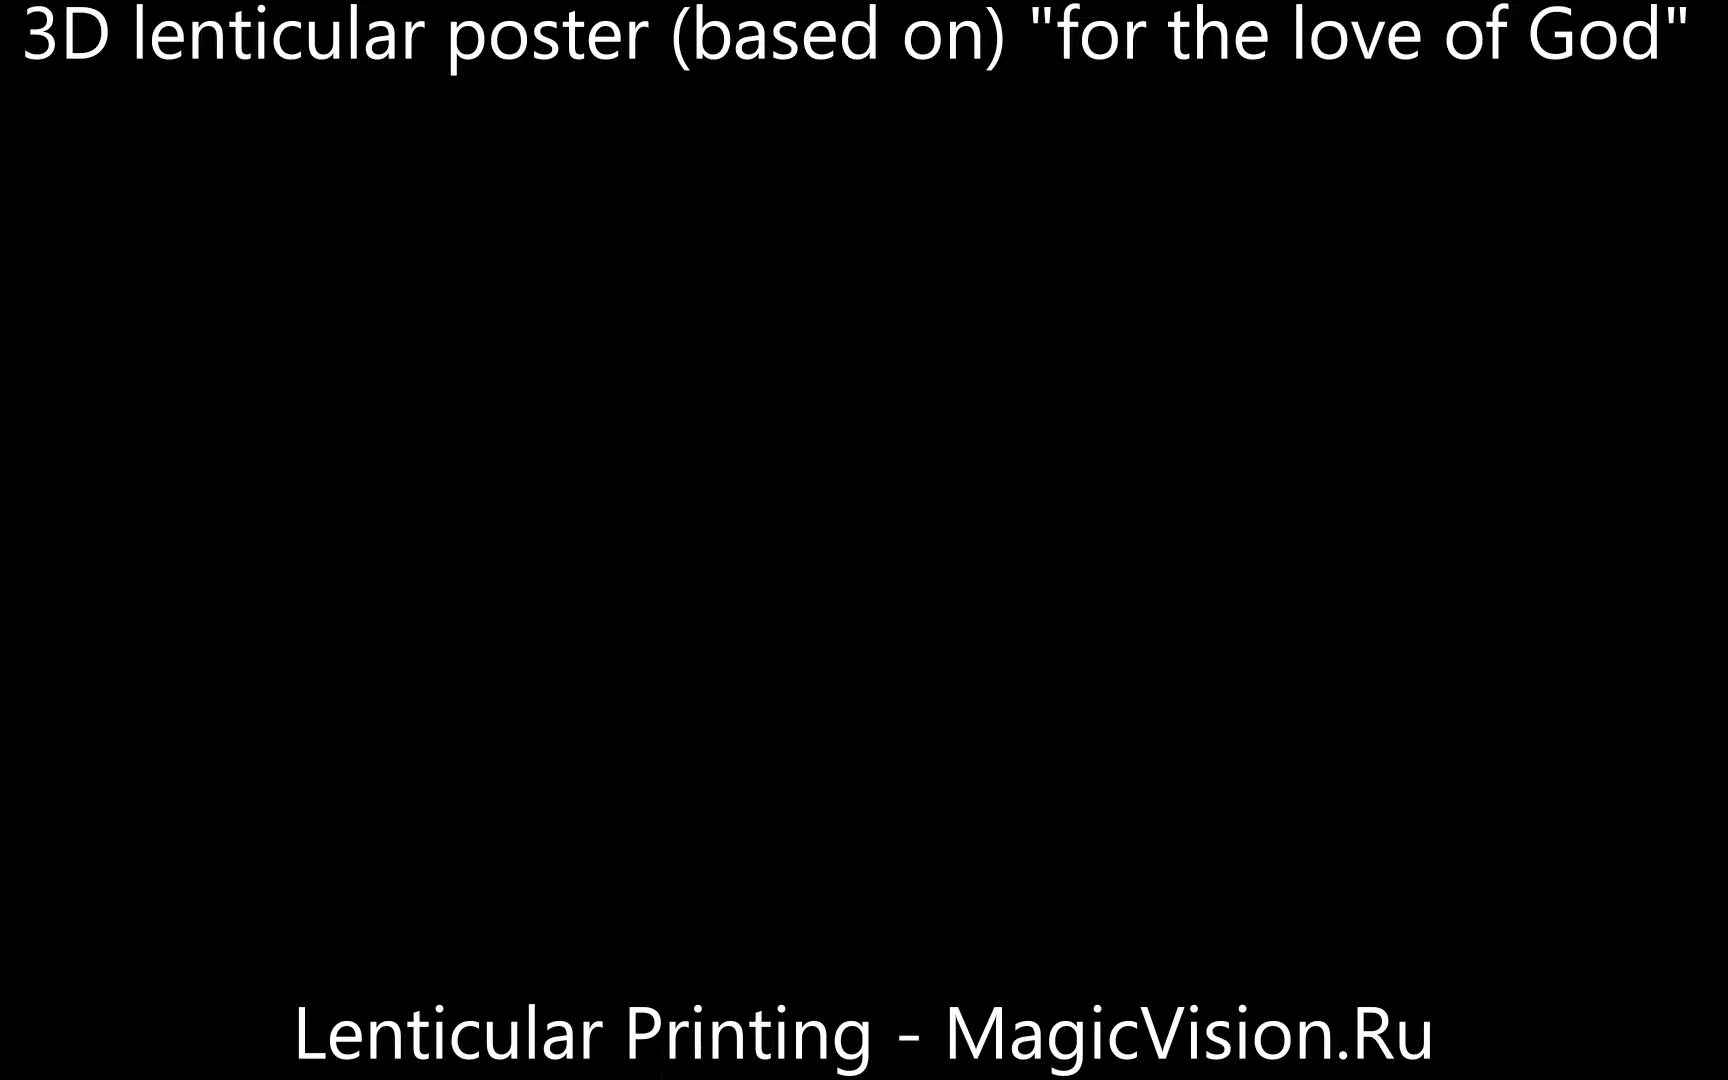 3D lenticular poster (based on) "for the love of God"
Lenticular Printing - MagicVision.Ru